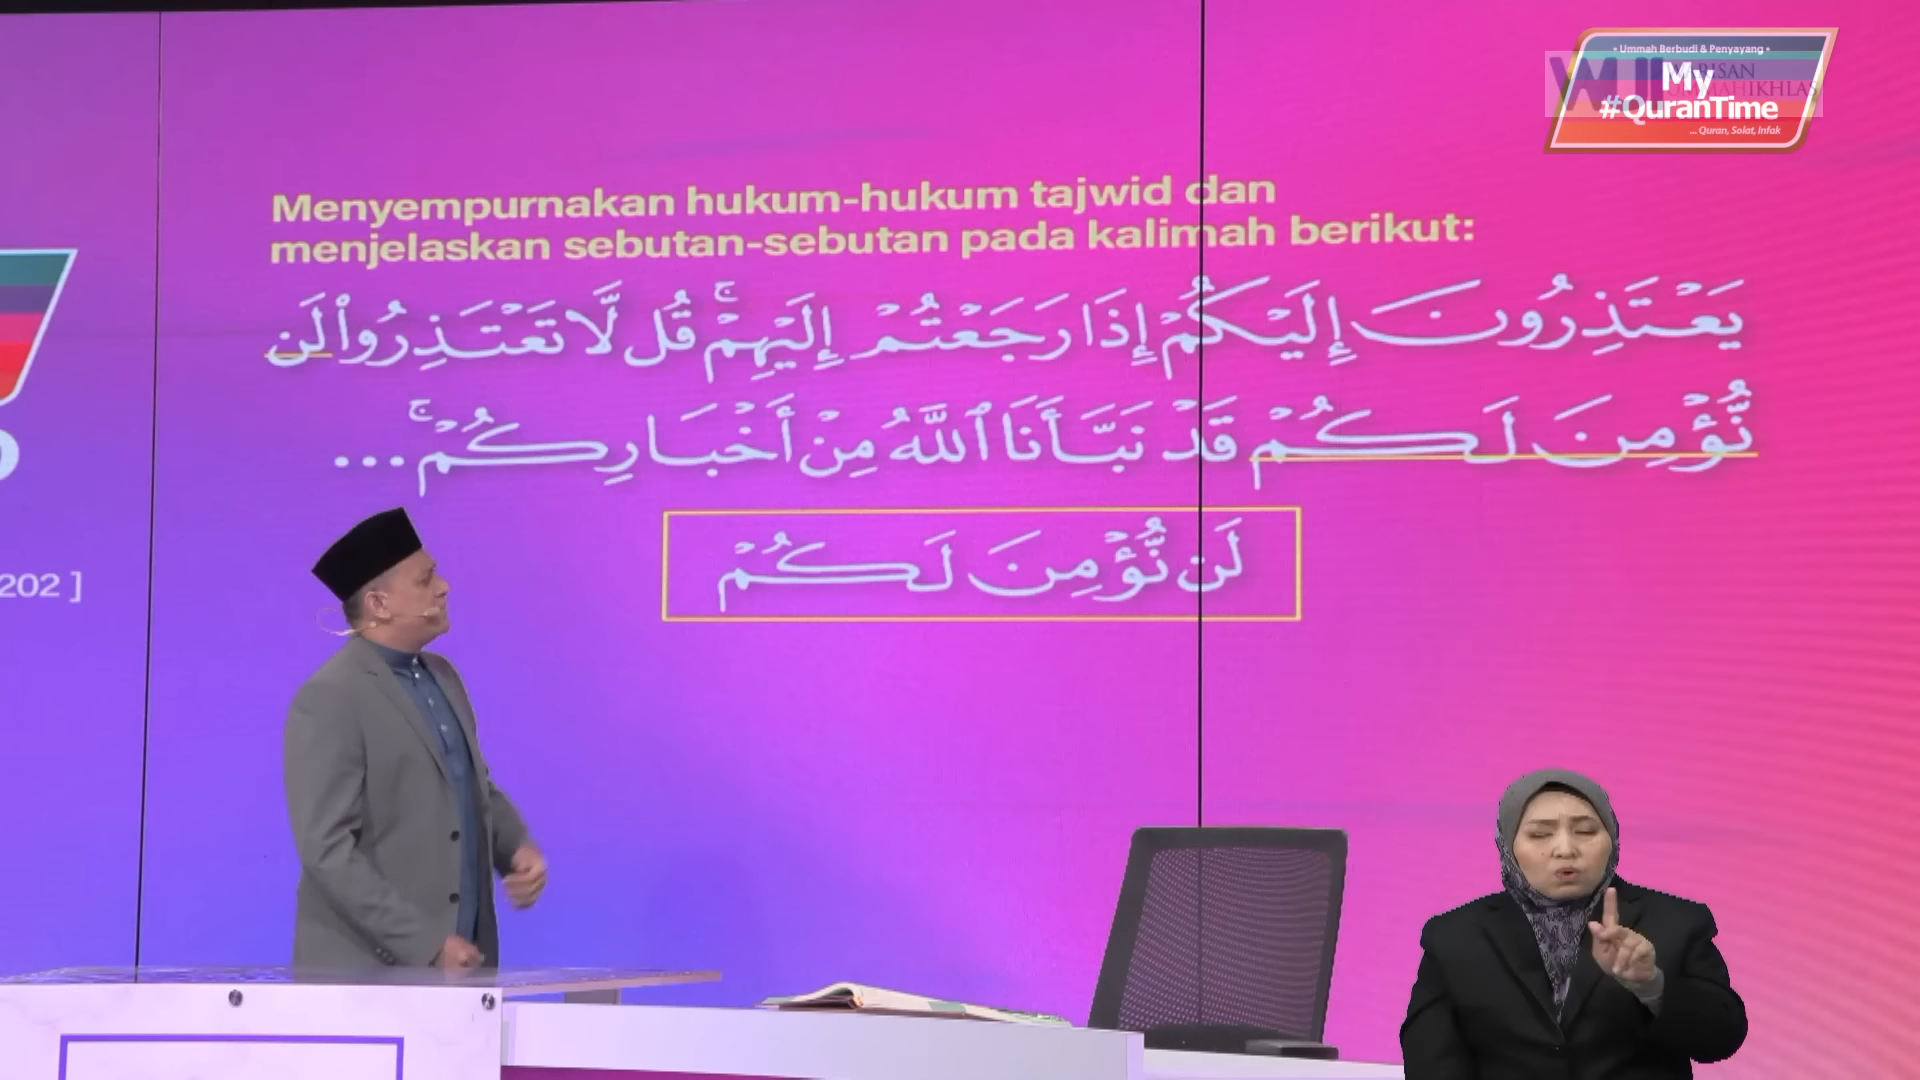 • Ummah Berbudi & Penyayang •
My
#QuranTime
... Quran, Solat, Infak
Menyempurnakan hukum-hukum tajwid dan
menjelaskan sebutan-sebutan pada kalimah berikut:
يَعۡتَذِرُونَ إِلَيۡكُمۡ إِذَا رَجَعۡتُمۡ إِلَيۡهِمۡۚ قُل لَّا تَعۡتَذِرُواْ لَن
نُّؤۡمِنَ لَكُمۡ قَدۡ نَبَّأَنَا ٱللَّهُ مِنۡ أَخۡبَارِكُمۡۚ ...
لَن نُّؤۡمِنَ لَكُمۡ
202 ]